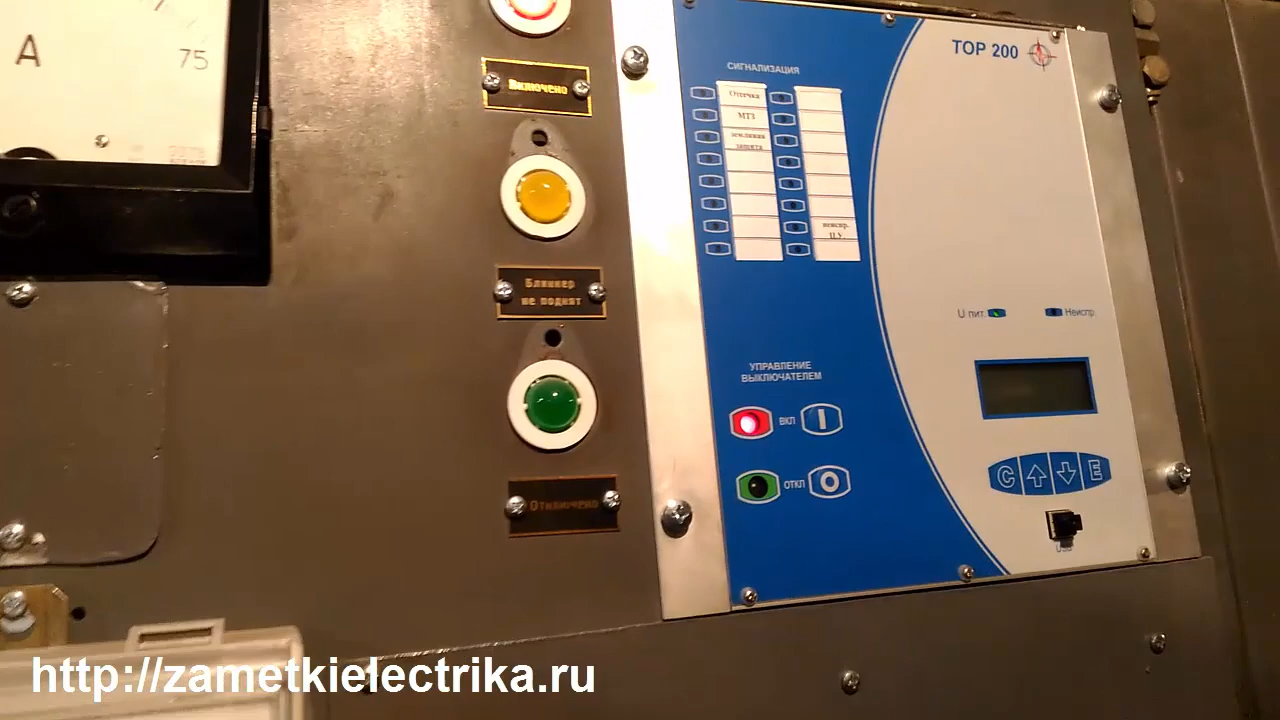 A
75
Включено
Блинкер
не поднят
Отключено
ТОР 200
СИГНАЛИЗАЦИЯ
Отсечка
МТЗ
земляная
защита
неиспр.
Ц.У.
U пит.
Неиспр.
УПРАВЛЕНИЕ
ВЫКЛЮЧАТЕЛЕМ
ВКЛ I
ОТКЛ O
C E
USB
http://zametkielectrika.ru